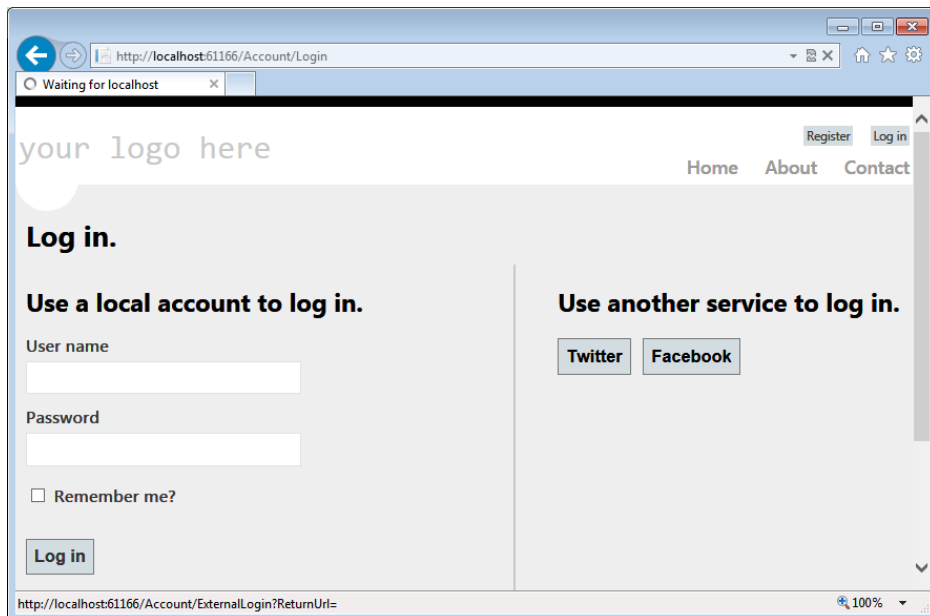 http://localhost:61166/Account/Login
Waiting for localhost
Register Log in
your logo here
Home About Contact
Log in.
Use a local account to log in.
User name
Password
Remember me?
Log in
Use another service to log in.
Twitter Facebook
http://localhost:61166/Account/ExternalLogin?ReturnUrl=
100%